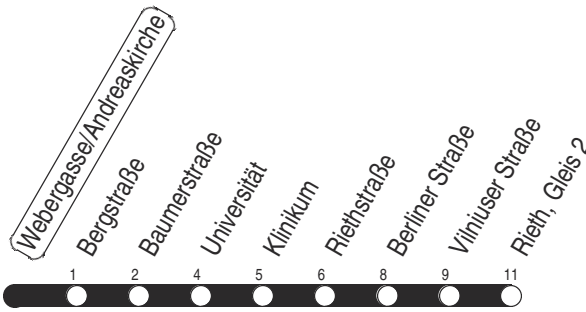 Webergasse/Andreaskirche
Bergstraße
Baumerstraße
Universität
Klinikum
Riethstraße
Berliner Straße
Vilniuser Straße
Rieth, Gleis 2
1 2 4 5 6 8 9 11